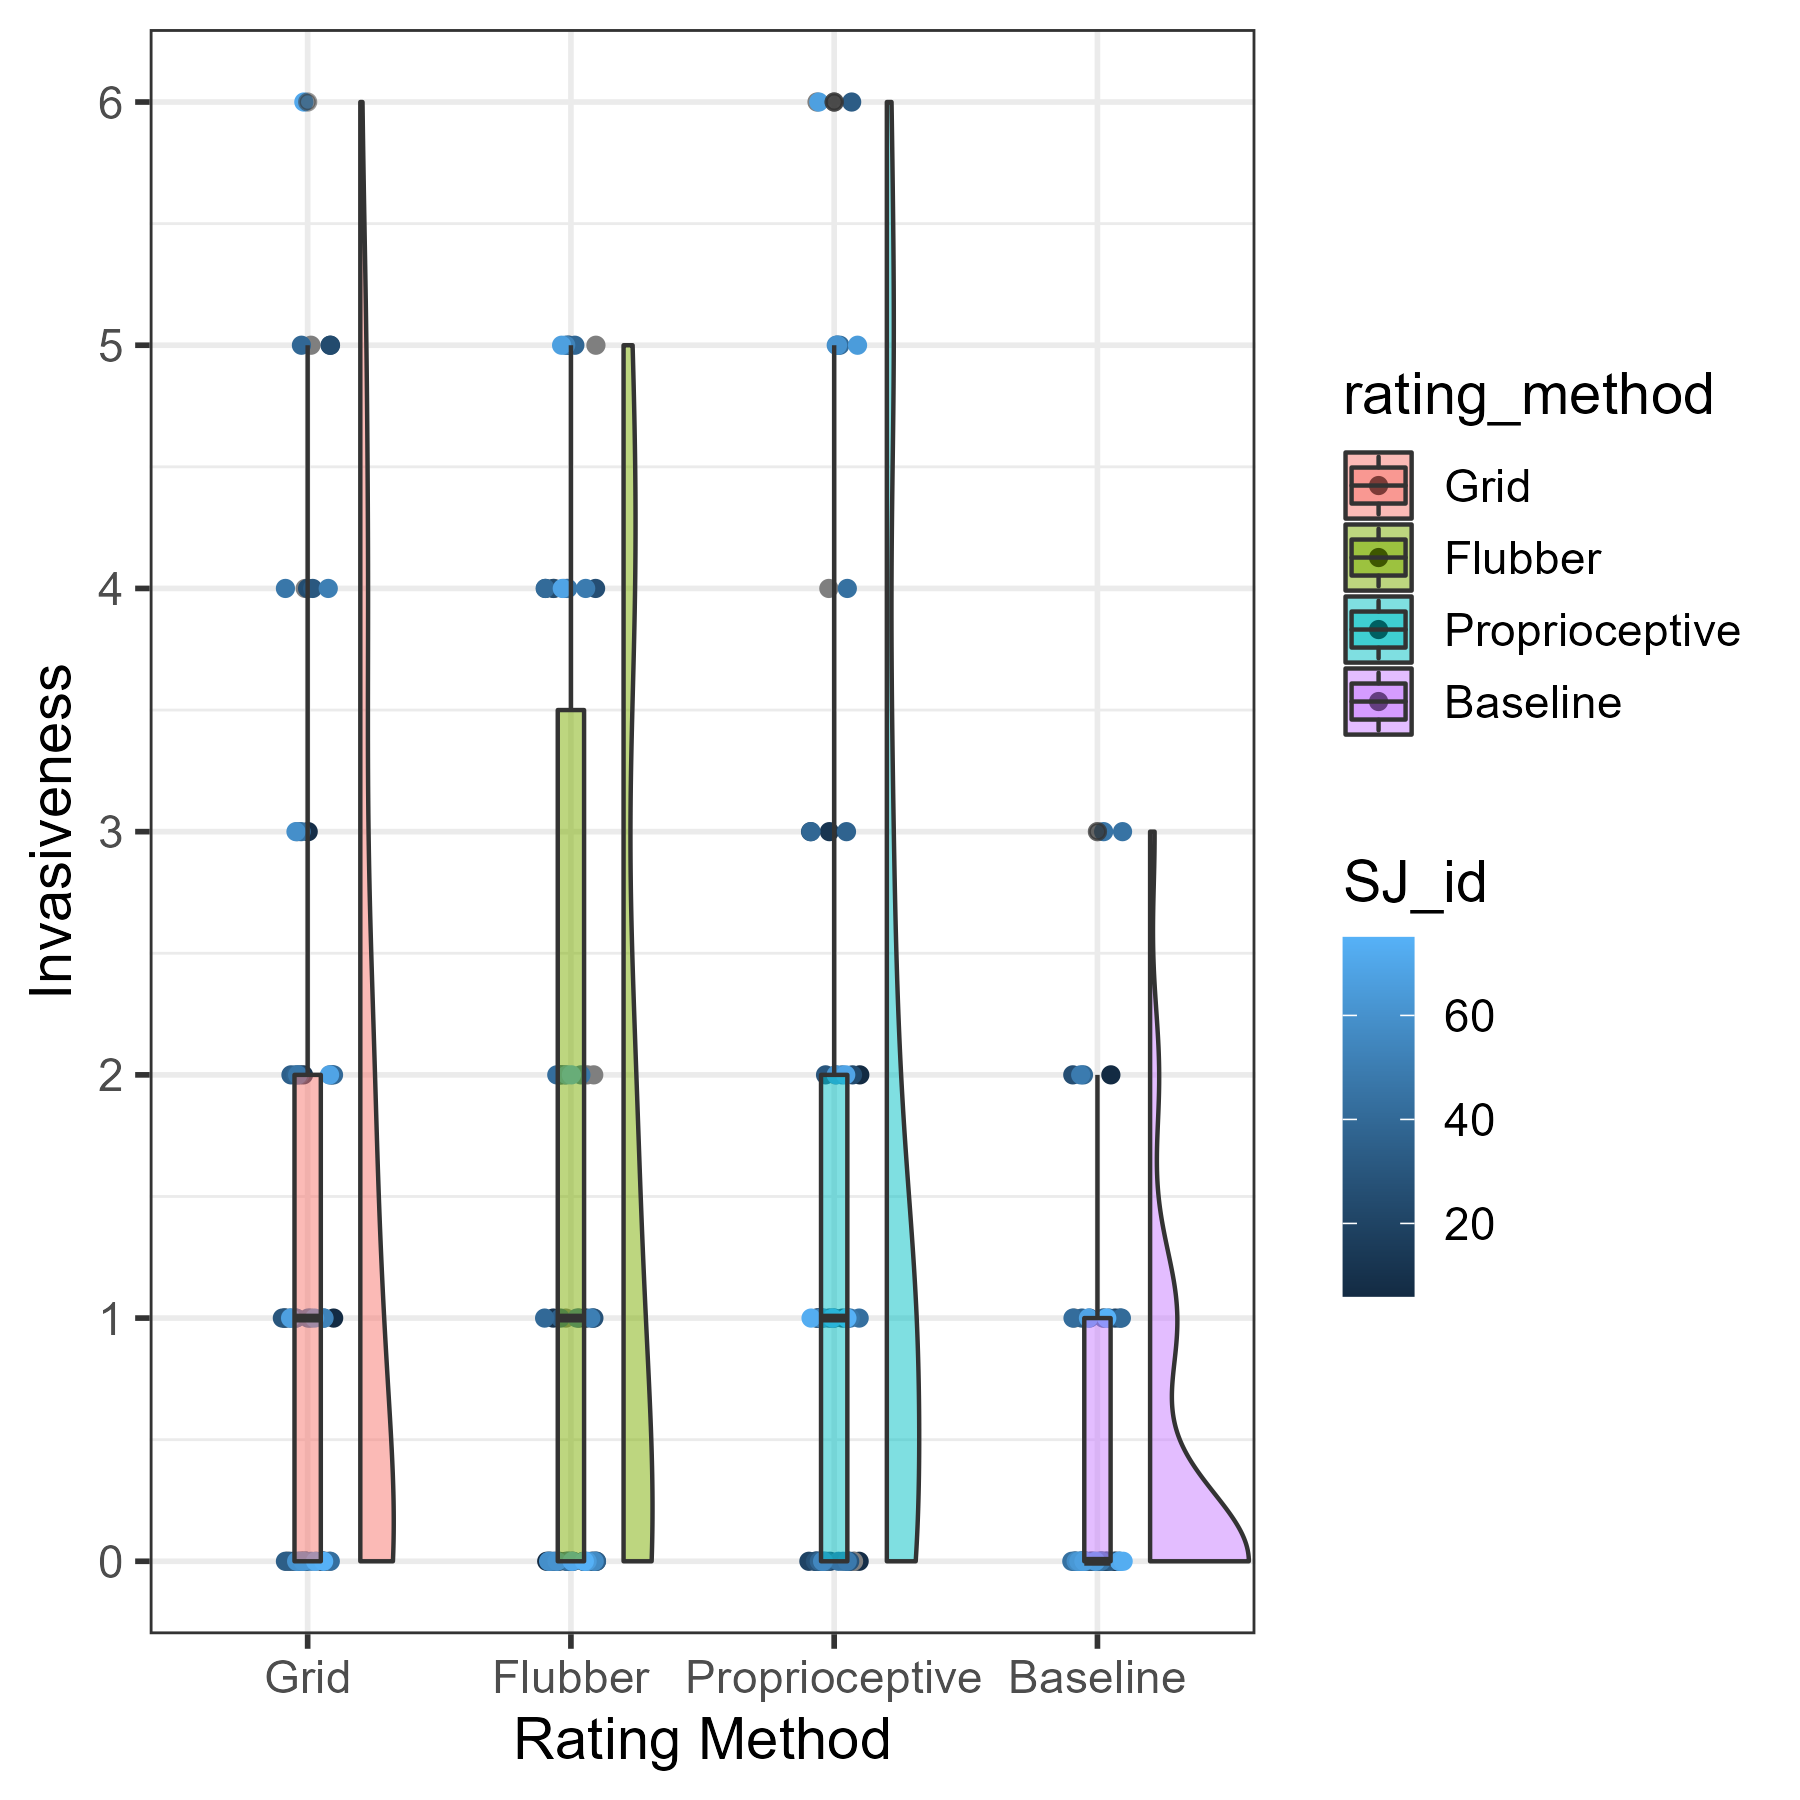 Invasiveness
6
5
4
3
2
1
0
Grid Flubber Proprioceptive Baseline
Rating Method
rating_method
Grid
Flubber
Proprioceptive
Baseline
SJ_id
60
40
20